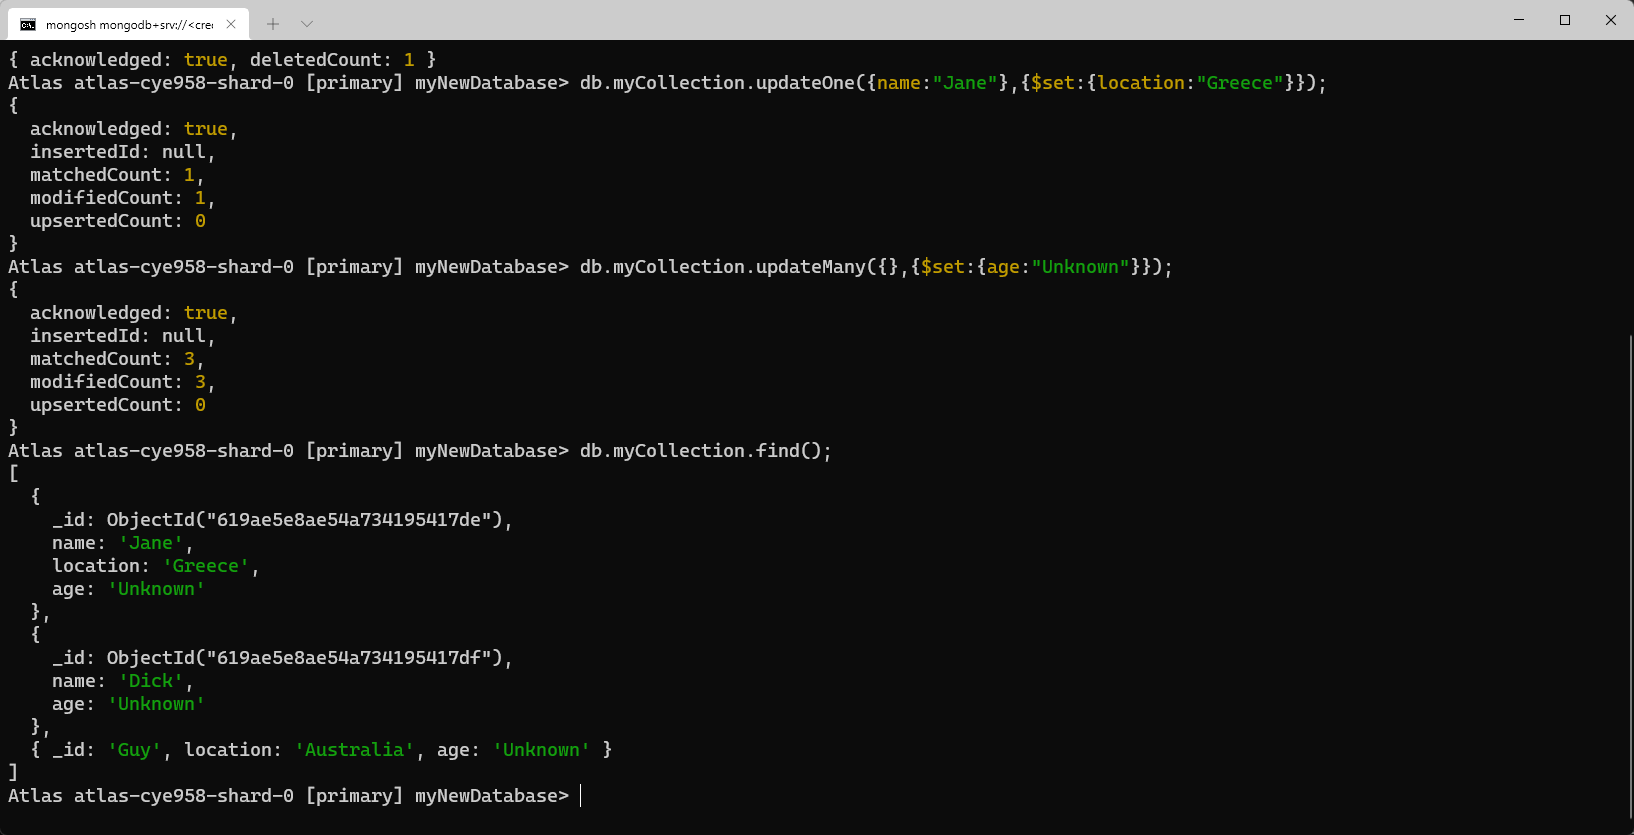 mongosh mongodb+srv://<cre
{ acknowledged: true, deletedCount: 1 }
Atlas atlas-cye958-shard-0 [primary] myNewDatabase> db.myCollection.updateOne({name:"Jane"},{$set:{location:"Greece"}});
{
  acknowledged: true,
  insertedId: null,
  matchedCount: 1,
  modifiedCount: 1,
  upsertedCount: 0
}
Atlas atlas-cye958-shard-0 [primary] myNewDatabase> db.myCollection.updateMany({},{$set:{age:"Unknown"}});
{
  acknowledged: true,
  insertedId: null,
  matchedCount: 3,
  modifiedCount: 3,
  upsertedCount: 0
}
Atlas atlas-cye958-shard-0 [primary] myNewDatabase> db.myCollection.find();
[
  {
    _id: ObjectId("619ae5e8ae54a734195417de"),
    name: 'Jane',
    location: 'Greece',
    age: 'Unknown'
  },
  {
    _id: ObjectId("619ae5e8ae54a734195417df"),
    name: 'Dick',
    age: 'Unknown'
  },
  { _id: 'Guy', location: 'Australia', age: 'Unknown' }
]
Atlas atlas-cye958-shard-0 [primary] myNewDatabase>